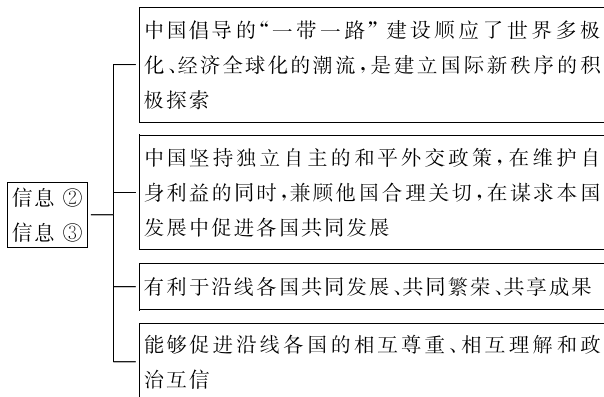 中国倡导的“一带一路”建设顺应了世界多极
化、经济全球化的潮流,是建立国际新秩序的积
极探索
中国坚持独立自主的和平外交政策,在维护自
身利益的同时,兼顾他国合理关切,在谋求本国
发展中促进各国共同发展
信息 ②
信息 ③
有利于沿线各国共同发展、共同繁荣、共享成果
能够促进沿线各国的相互尊重、相互理解和政
治互信